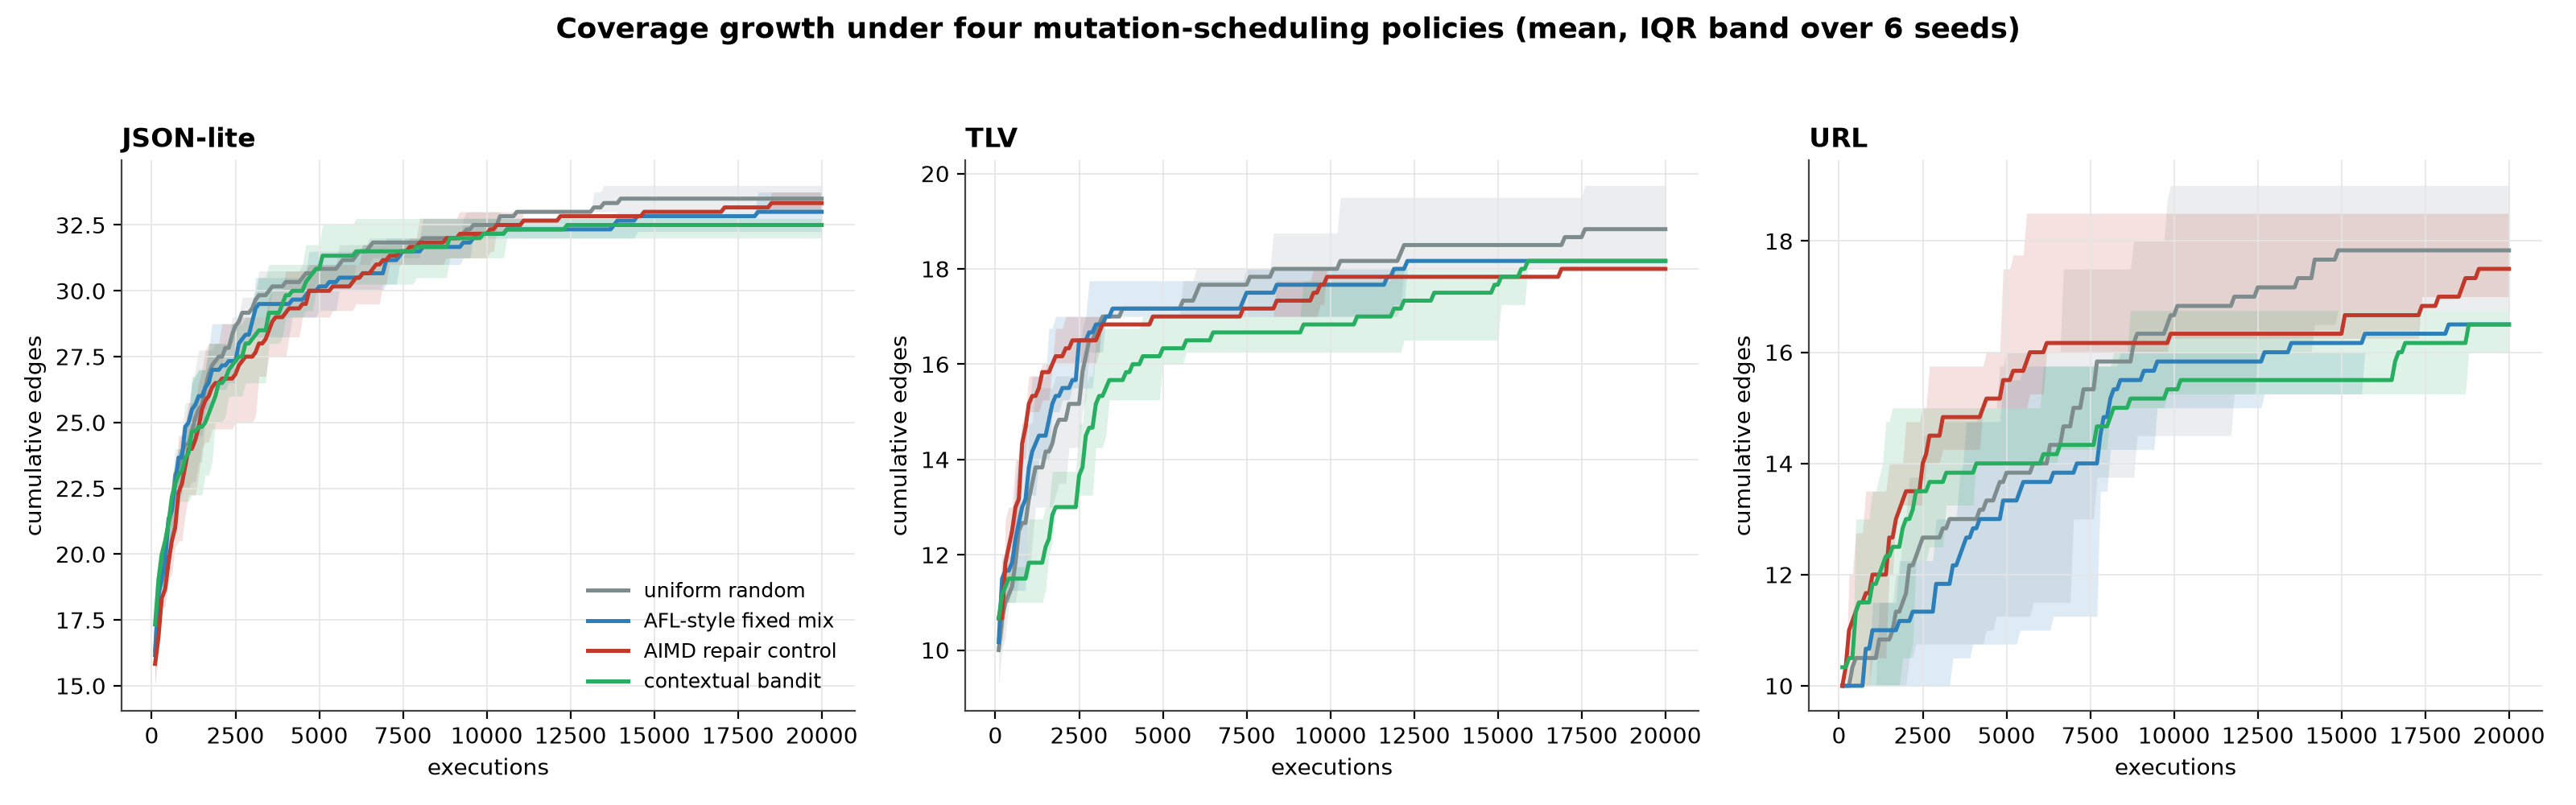 Coverage growth under four mutation-scheduling policies (mean, IQR band over 6 seeds)
JSON-lite
cumulative edges
32.5
30.0
27.5
25.0
22.5
20.0
17.5
15.0
0 2500 5000 7500 10000 12500 15000 17500 20000
executions
uniform random
AFL-style fixed mix
AIMD repair control
contextual bandit
TLV
cumulative edges
20
18
16
14
12
10
0 2500 5000 7500 10000 12500 15000 17500 20000
executions
URL
cumulative edges
18
16
14
12
10
0 2500 5000 7500 10000 12500 15000 17500 20000
executions